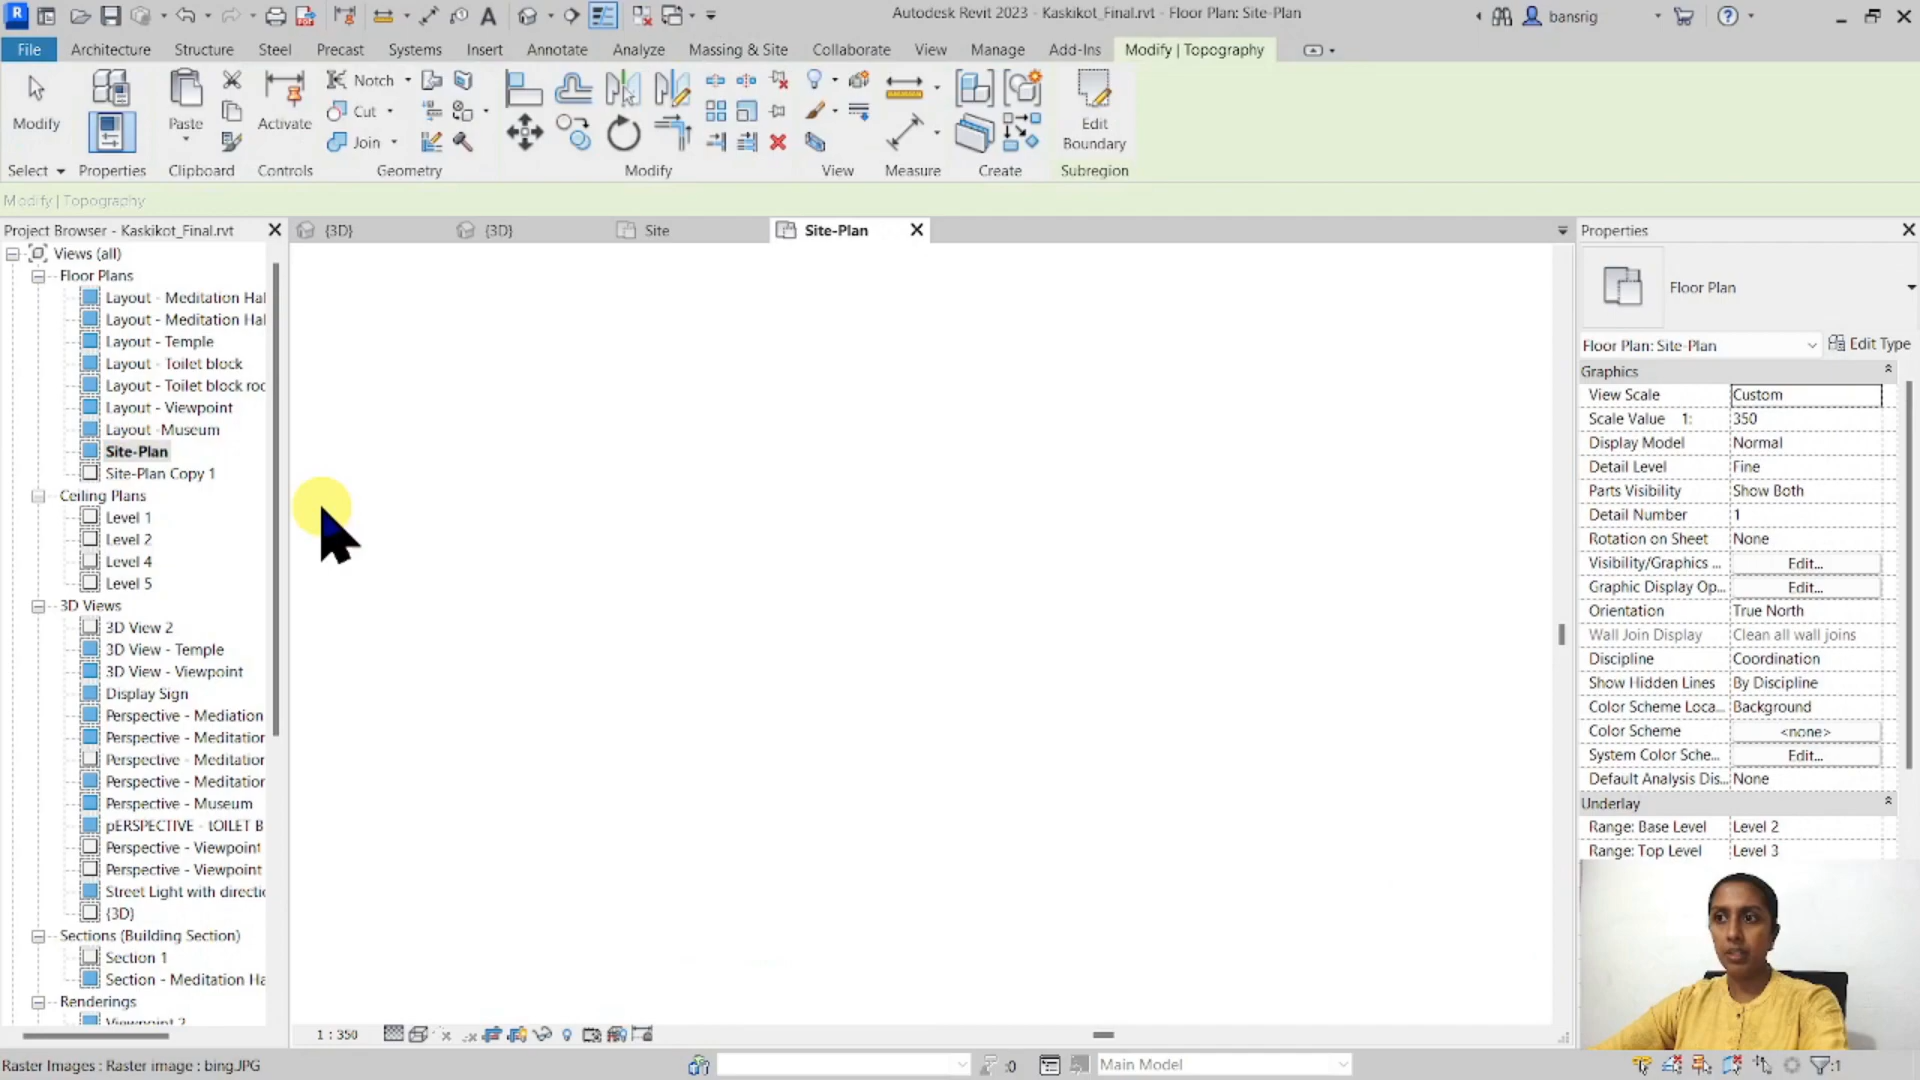 Autodesk Revit 2023 - Kaskikot_Final.rvt - Floor Plan: Site-Plan
bansrig
File Architecture Structure Steel Precast Systems Insert Annotate Analyze Massing & Site Collaborate View Manage Add-Ins Modify | Topography
Modify
Paste
Activate
Notch
Cut
Join
Edit
Boundary
Select Properties Clipboard Controls Geometry Modify View Measure Create Subregion
Modify | Topography
Project Browser - Kaskikot_Final.rvt
{3D} {3D} Site Site-Plan
Views (all)
Floor Plans
Layout - Meditation Hal
Layout - Meditation Hal
Layout - Temple
Layout - Toilet block
Layout - Toilet block roo
Layout - Viewpoint
Layout -Museum
Site-Plan
Site-Plan Copy 1
Ceiling Plans
Level 1
Level 2
Level 4
Level 5
3D Views
3D View 2
3D View - Temple
3D View - Viewpoint
Display Sign
Perspective - Mediation
Perspective - Meditation
Perspective - Meditation
Perspective - Meditation
Perspective - Museum
pERSPECTIVE - tOILET B
Perspective - Viewpoint
Perspective - Viewpoint
Street Light with directio
{3D}
Sections (Building Section)
Section 1
Section - Meditation Ha
Renderings
Viewpoint 2
Properties
Floor Plan
Floor Plan: Site-Plan Edit Type
Graphics
View Scale Custom
Scale Value 1: 350
Display Model Normal
Detail Level Fine
Parts Visibility Show Both
Detail Number 1
Rotation on Sheet None
Visibility/Graphics ... Edit...
Graphic Display Op... Edit...
Orientation True North
Wall Join Display Clean all wall joins
Discipline Coordination
Show Hidden Lines By Discipline
Color Scheme Loca... Background
Color Scheme <none>
System Color Sche... Edit...
Default Analysis Dis... None
Underlay
Range: Base Level Level 2
Range: Top Level Level 3
1 : 350
Raster Images : Raster image : bing.JPG
:0
Main Model
:1